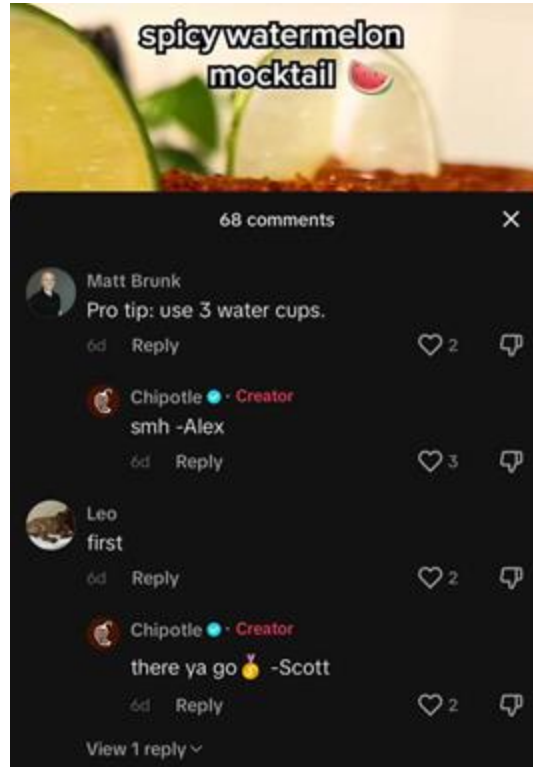 spicy watermelon
mocktail 🍉
68 comments
Matt Brunk
Pro tip: use 3 water cups.
6d Reply 2
Chipotle · Creator
smh -Alex
6d Reply 3
Leo
first
6d Reply 2
Chipotle · Creator
there ya go🥇 -Scott
6d Reply 2
View 1 reply